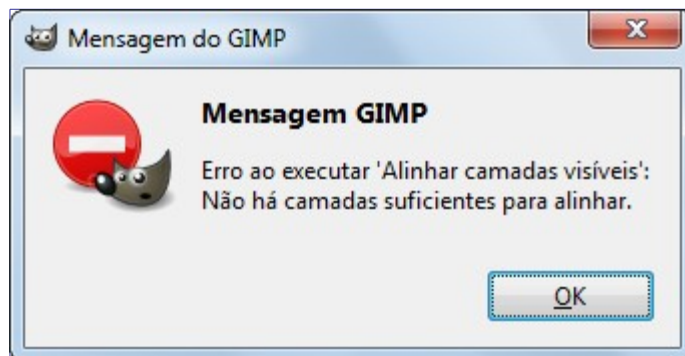 Mensagem do GIMP
Mensagem GIMP
Erro ao executar 'Alinhar camadas visíveis':
Não há camadas suficientes para alinhar.
OK